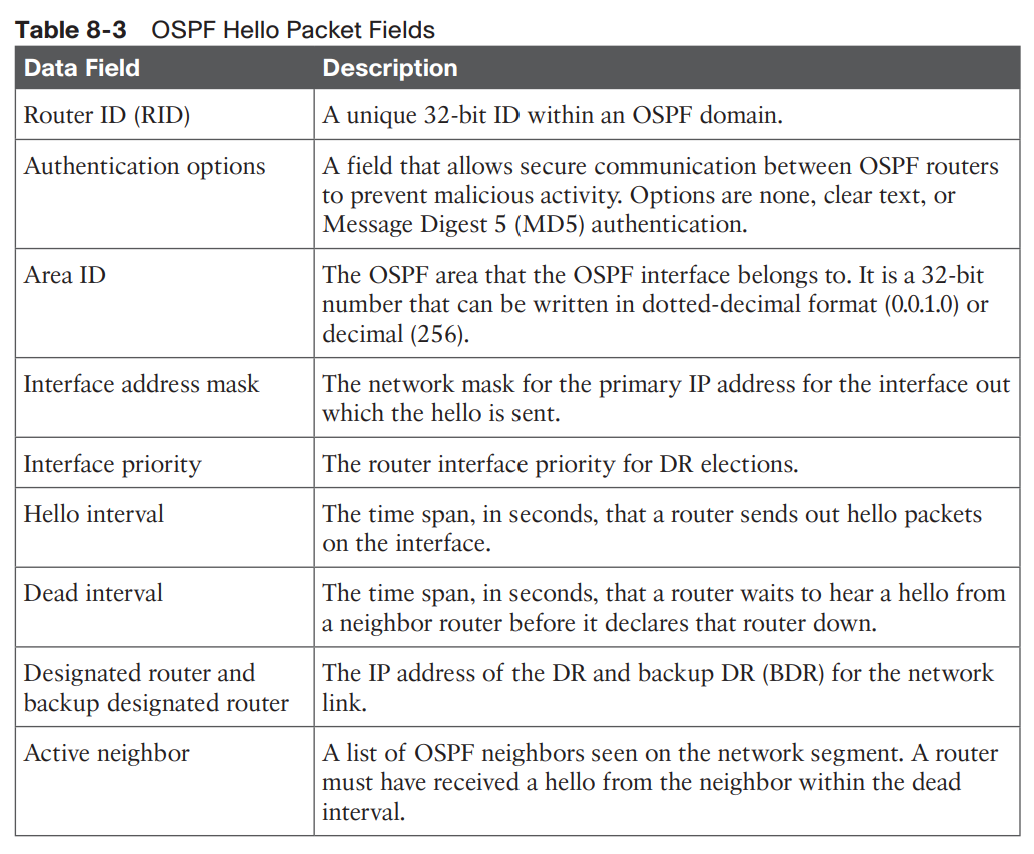 Table 8-3 OSPF Hello Packet Fields
Data Field Description
Router ID (RID) A unique 32-bit ID within an OSPF domain.
Authentication options A field that allows secure communication between OSPF routers
to prevent malicious activity. Options are none, clear text, or
Message Digest 5 (MD5) authentication.
Area ID The OSPF area that the OSPF interface belongs to. It is a 32-bit
number that can be written in dotted-decimal format (0.0.1.0) or
decimal (256).
Interface address mask The network mask for the primary IP address for the interface out
which the hello is sent.
Interface priority The router interface priority for DR elections.
Hello interval The time span, in seconds, that a router sends out hello packets
on the interface.
Dead interval The time span, in seconds, that a router waits to hear a hello from
a neighbor router before it declares that router down.
Designated router and The IP address of the DR and backup DR (BDR) for the network
backup designated router link.
Active neighbor A list of OSPF neighbors seen on the network segment. A router
must have received a hello from the neighbor within the dead
interval.